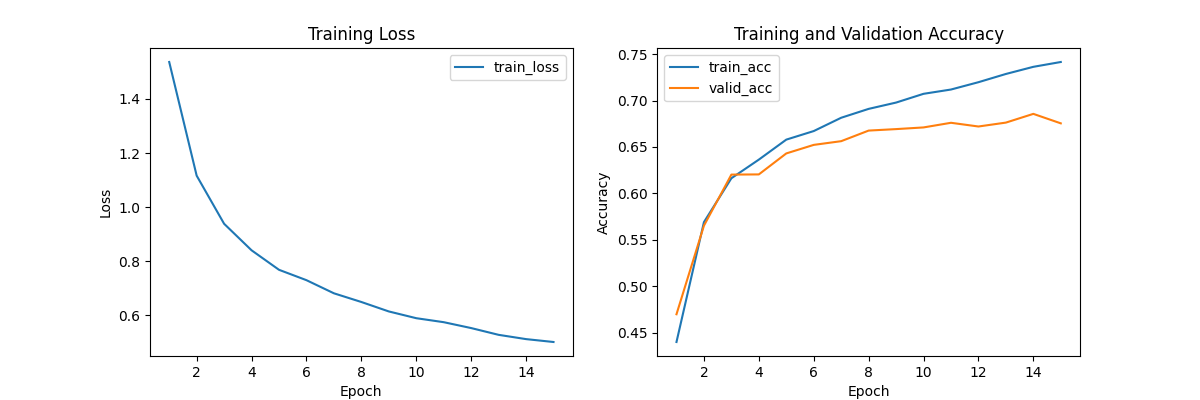 Training Loss
train_loss
1.4
1.2
1.0
0.8
0.6
Loss
2 4 6 8 10 12 14
Epoch
Training and Validation Accuracy
train_acc
valid_acc
0.75
0.70
0.65
0.60
0.55
0.50
0.45
Accuracy
2 4 6 8 10 12 14
Epoch